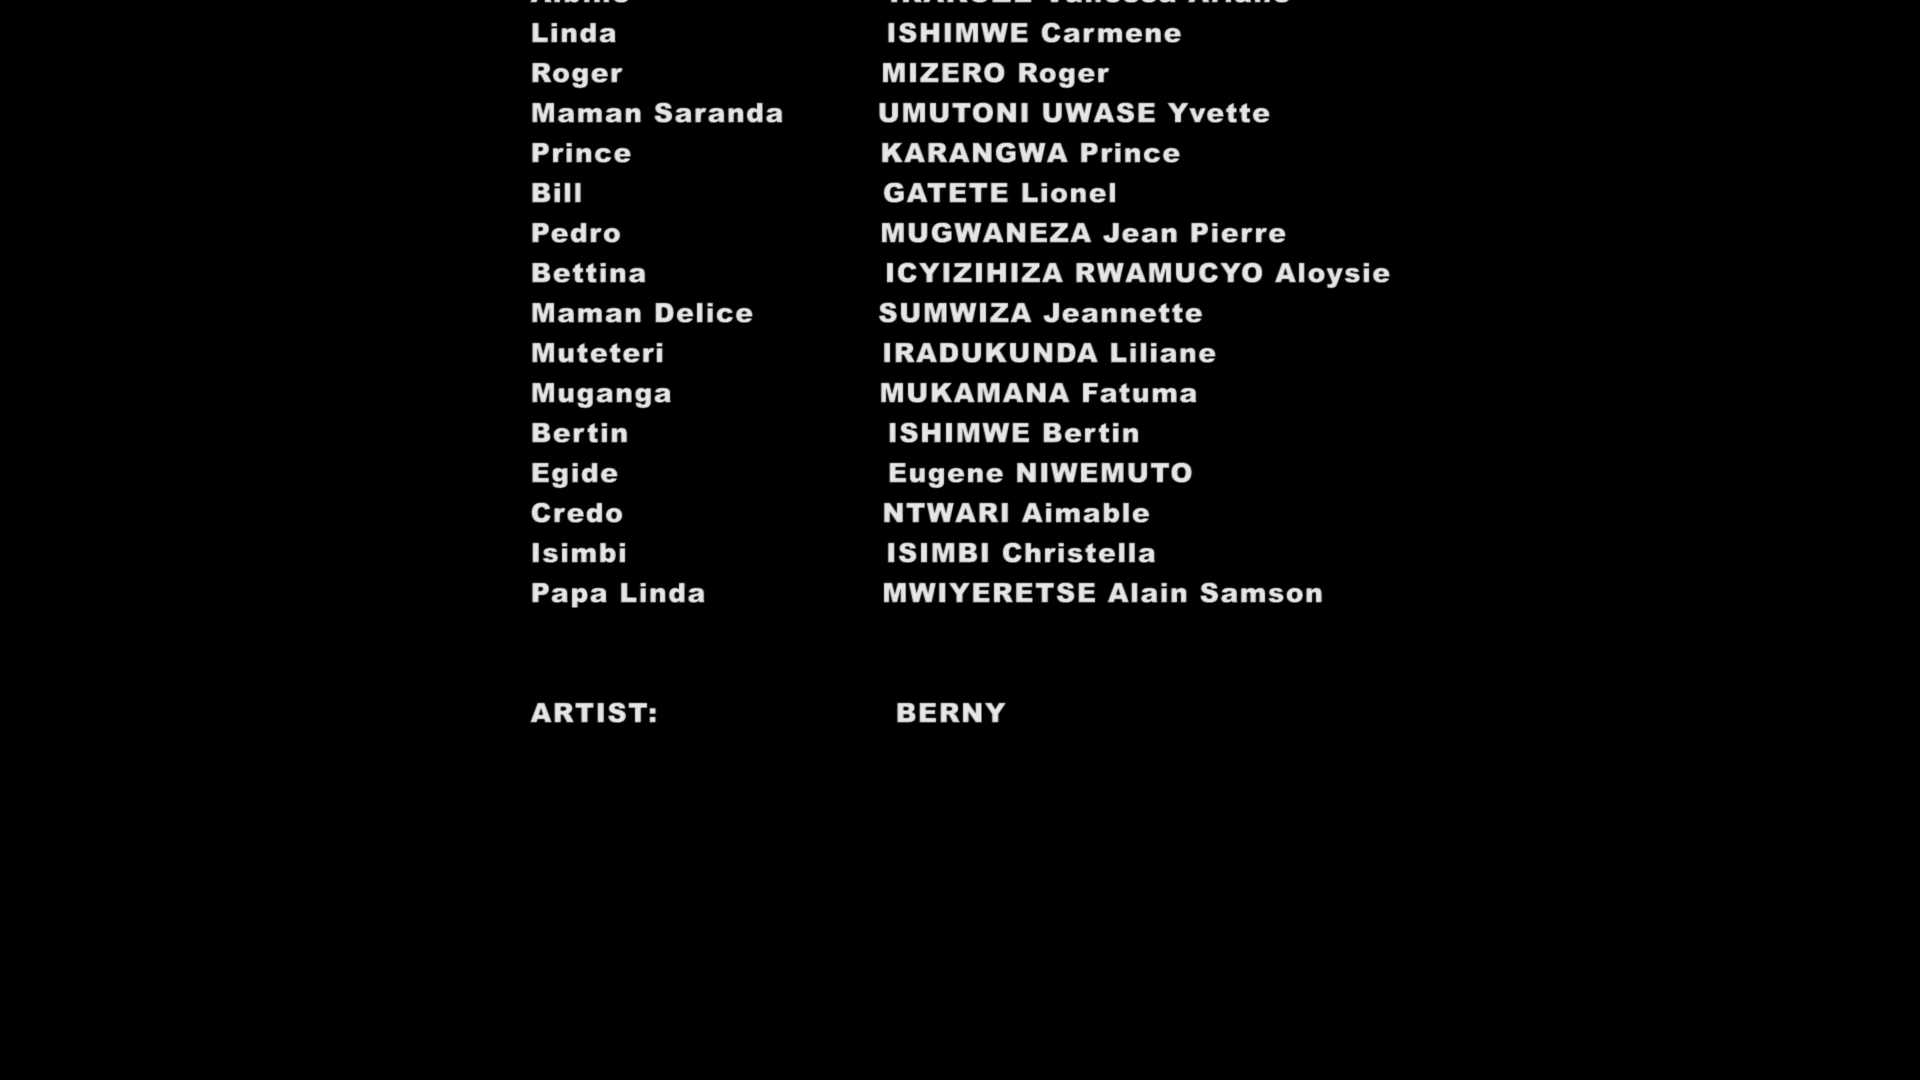 Linda ISHIMWE Carmene
Roger MIZERO Roger
Maman Saranda UMUTONI UWASE Yvette
Prince KARANGWA Prince
Bill GATETE Lionel
Pedro MUGWANEZA Jean Pierre
Bettina ICYIZIHIZA RWAMUCYO Aloysie
Maman Delice SUMWIZA Jeannette
Muteteri IRADUKUNDA Liliane
Muganga MUKAMANA Fatuma
Bertin ISHIMWE Bertin
Egide Eugene NIWEMUTO
Credo NTWARI Aimable
Isimbi ISIMBI Christella
Papa Linda MWIYERETSE Alain Samson
ARTIST: BERNY